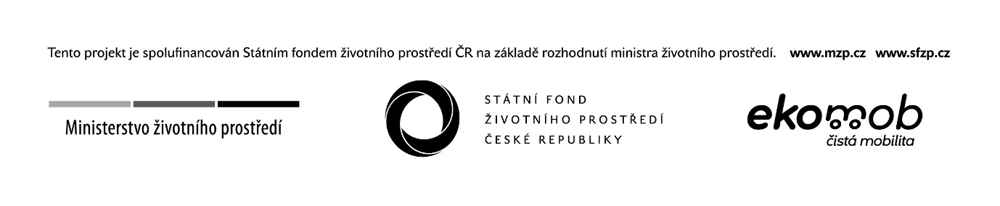 Tento projekt je spolufinancován Státním fondem životního prostředí ČR na základě rozhodnutí ministra životního prostředí. www.mzp.cz www.sfzp.cz
Ministerstvo životního prostředí
STÁTNÍ FOND
ŽIVOTNÍHO PROSTŘEDÍ
ČESKÉ REPUBLIKY
ekomob
čistá mobilita